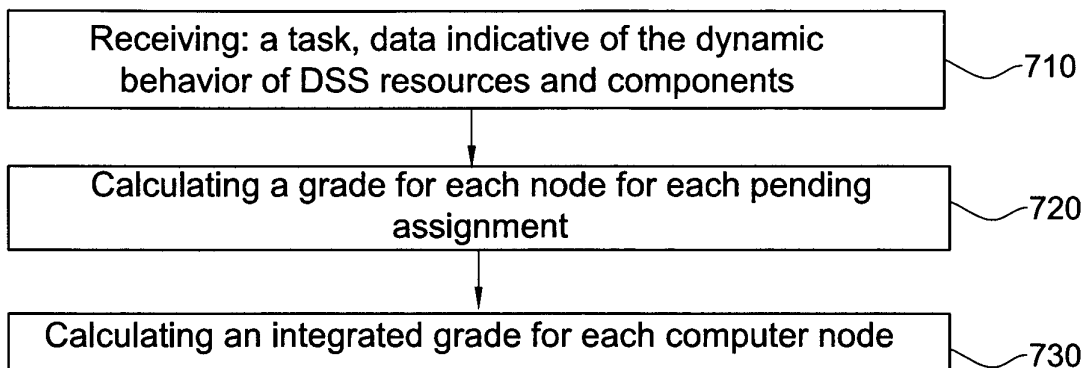 Receiving: a task, data indicative of the dynamic
behavior of DSS resources and components
710
Calculating a grade for each node for each pending
assignment
720
Calculating an integrated grade for each computer node
730